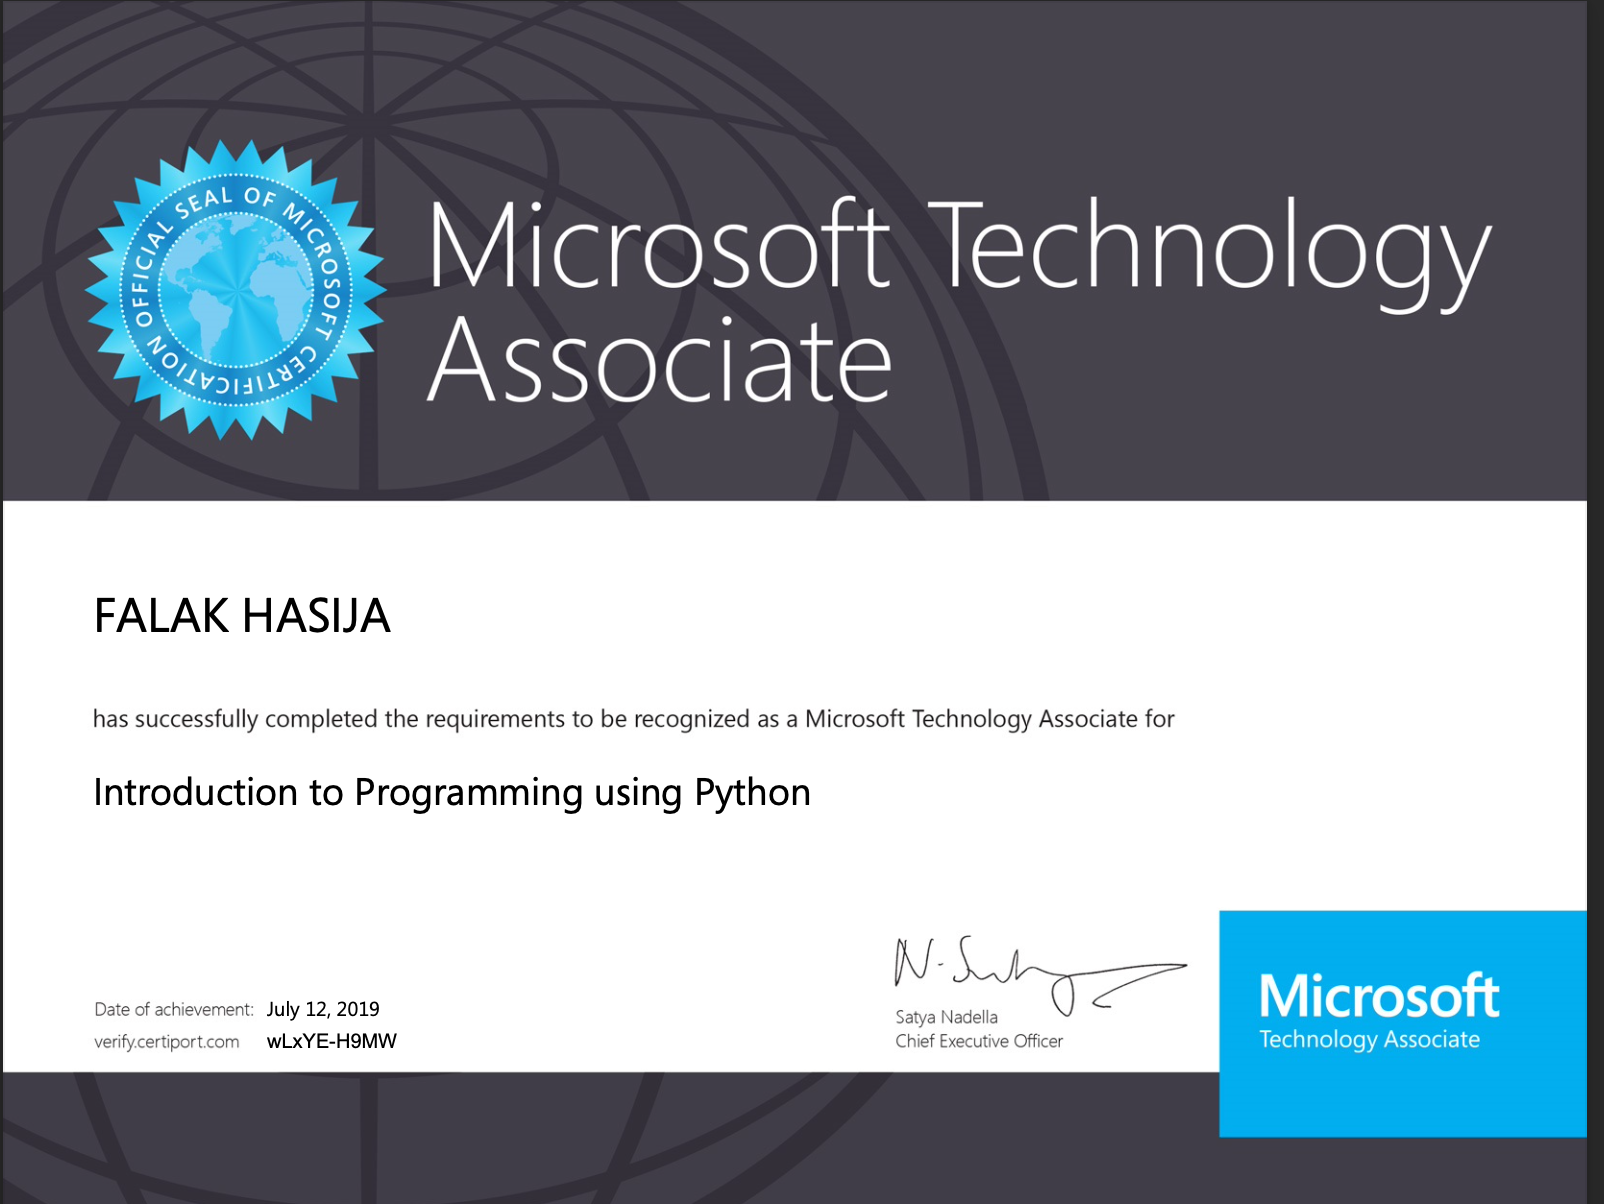 OFFICIAL SEAL OF MICROSOFT CERTIFICATION
Microsoft Technology
Associate
FALAK HASIJA
has successfully completed the requirements to be recognized as a Microsoft Technology Associate for
Introduction to Programming using Python
Date of achievement: July 12, 2019
verify.certiport.com wLxYE-H9MW
Satya Nadella
Chief Executive Officer
Microsoft
Technology Associate